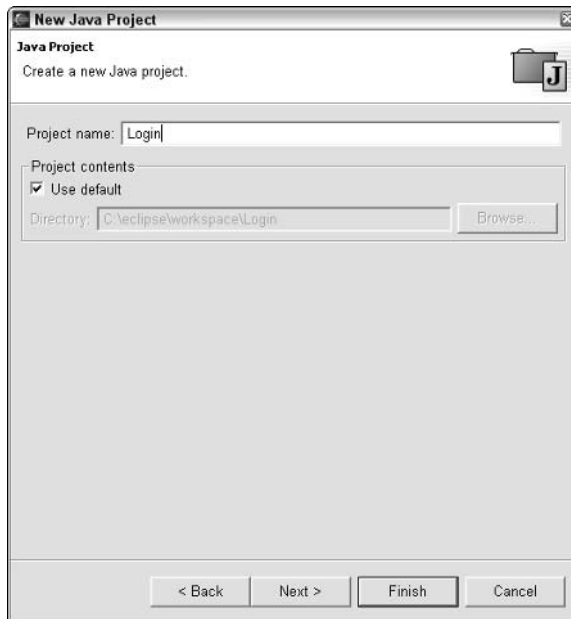 New Java Project
Java Project
Create a new Java project.
J
Project name: Login
Project contents
Use default
Directory: C:\eclipse\workspace\Login Browse...
< Back Next > Finish Cancel